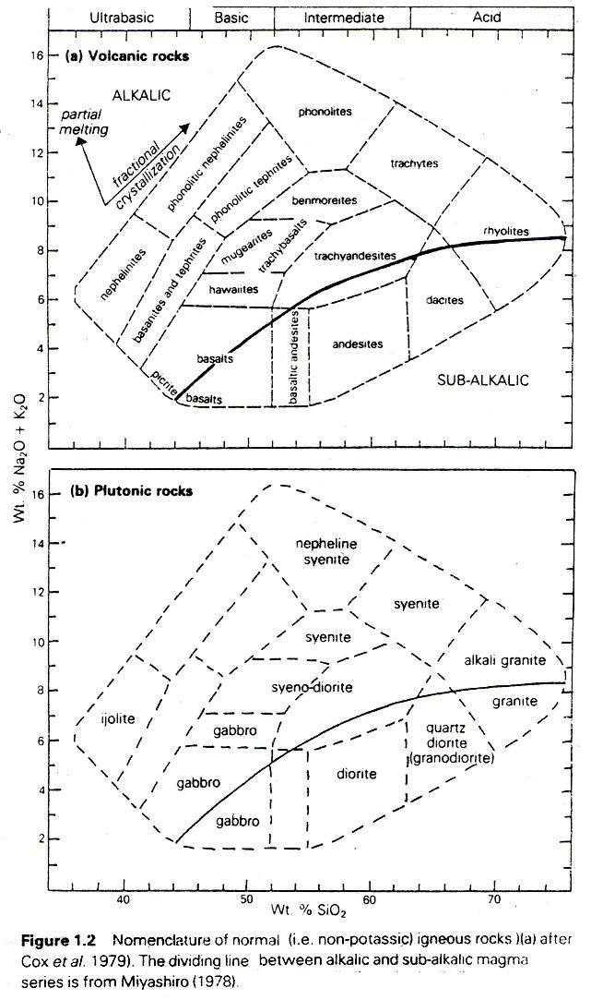 Ultrabasic Basic Intermediate Acid
16
(a) Volcanic rocks
ALKALIC
14
partial
melting
phonolites
fractional
crystallization
12
phonolitic nephelinites
phonolitic tephrites
trachytes
10
benmoreites
rhyolites
8
mugearites
trachybasalts
trachyandesites
nephelinites
basanites and tephrites
hawaiites
6
dacites
4
basalts
basaltic andesites
andesites
SUB-ALKALIC
picrite
basalts
2
Wt. % Na₂O + K₂O
16
(b) Plutonic rocks
14
nepheline
syenite
12
syenite
10
syenite
alkali granite
8
syeno-diorite
granite
ijolite
gabbro
quartz
diorite
(granodiorite)
6
gabbro
diorite
4
gabbro
2
40 50 60 70
Wt. % SiO₂
Figure 1.2 Nomenclature of normal (i.e. non-potassic) igneous rocks )(a) after
Cox et al. 1979). The dividing line between alkalic and sub-alkalic magma
series is from Miyashiro (1978).